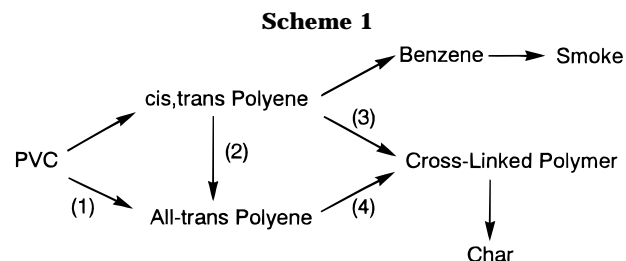 Scheme 1
Benzene Smoke
cis,trans Polyene
(3)
PVC
(2)
Cross-Linked Polymer
(1)
All-trans Polyene
(4)
Char